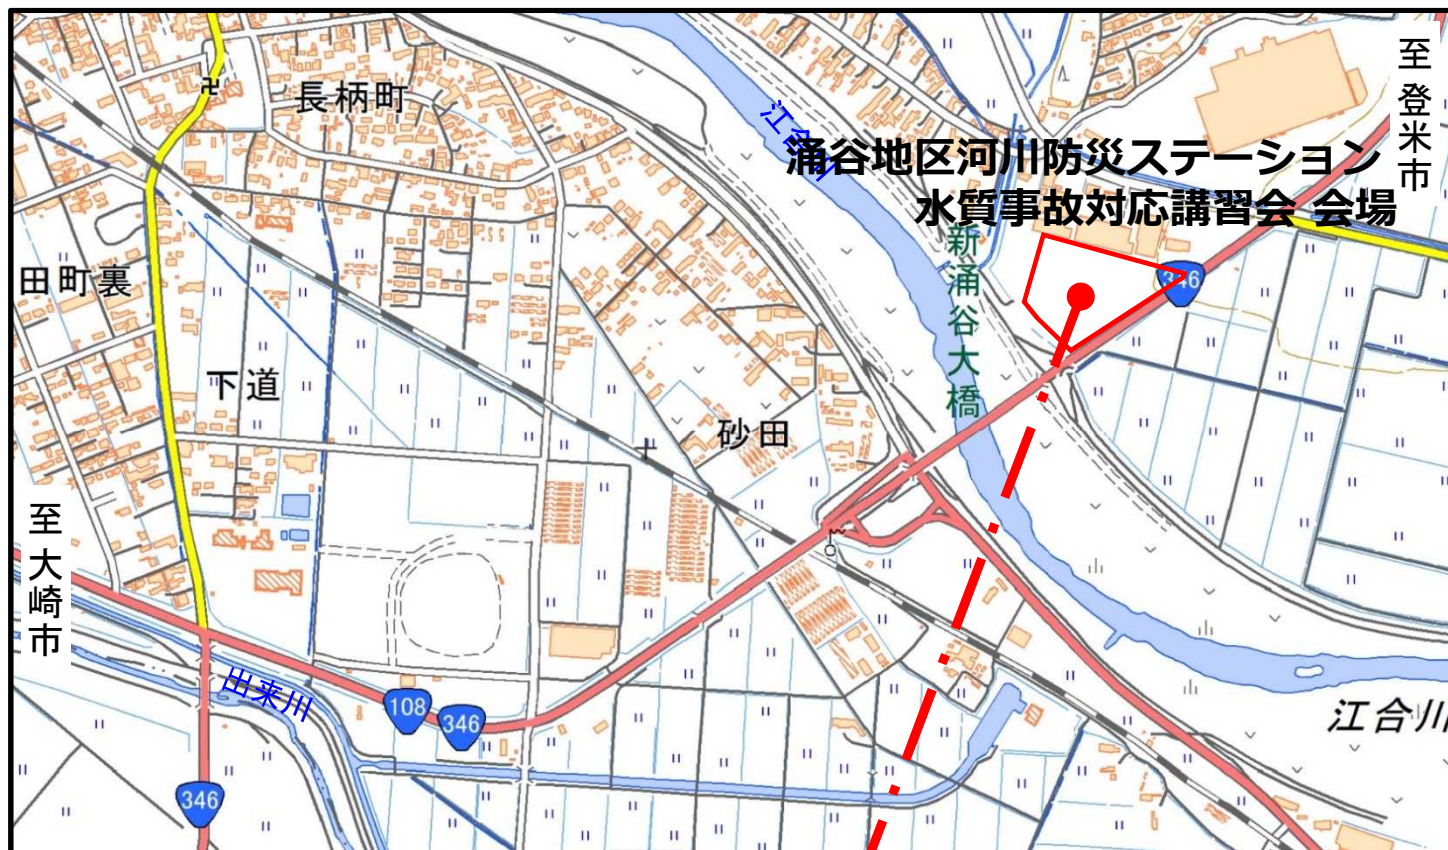 至 登米市
長柄町
江合川
涌谷地区河川防災ステーション
水質事故対応講習会 会場
新涌谷大橋
346
田町裏
下道
砂田
至 大崎市
出来川
108
346
江合川
346